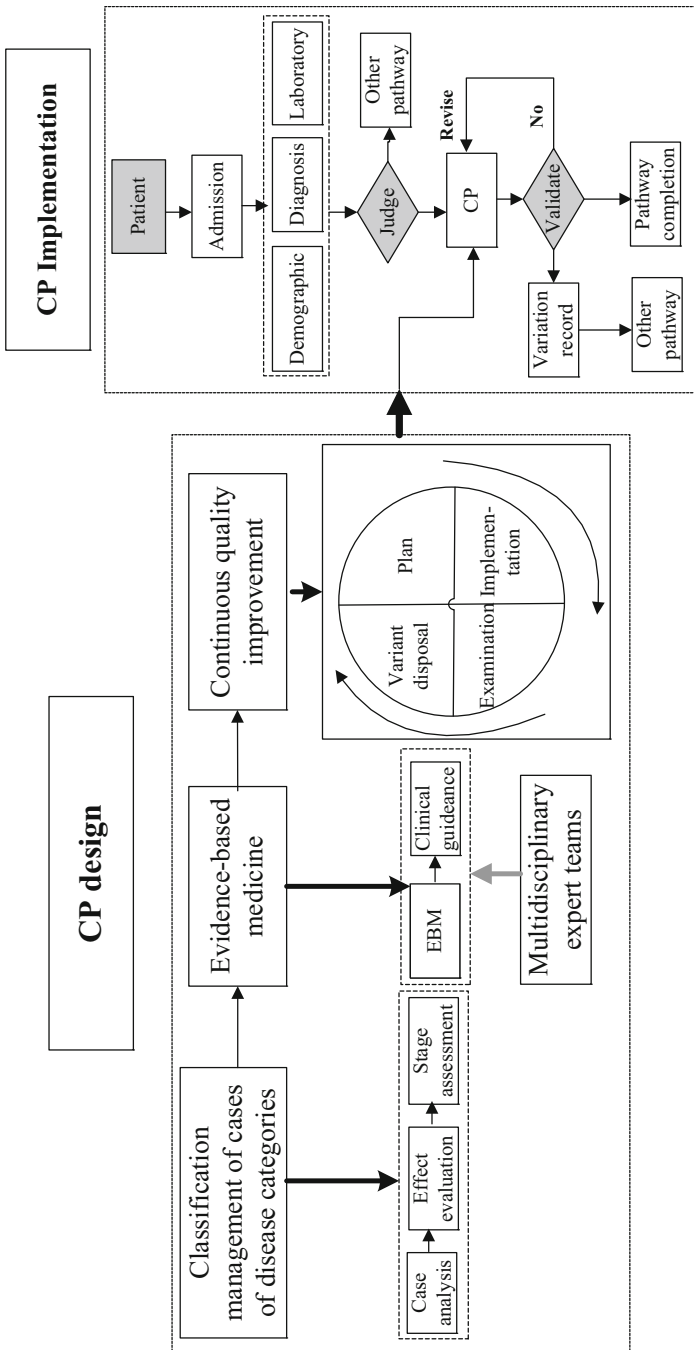 CP design
Classification
management of cases
of disease categories
Evidence-based
medicine
Continuous quality
improvement
Case
analysis
Effect
evaluation
Stage
assessment
EBM
Clinical
guideance
Multidisciplinary
expert teams
Variant
disposal
Plan
Examination
Implemen-
tation
CP Implementation
Patient
Admission
Demographic
Diagnosis
Laboratory
Judge
Other
pathway
CP
Revise
Validate
No
Variation
record
Other
pathway
Pathway
completion